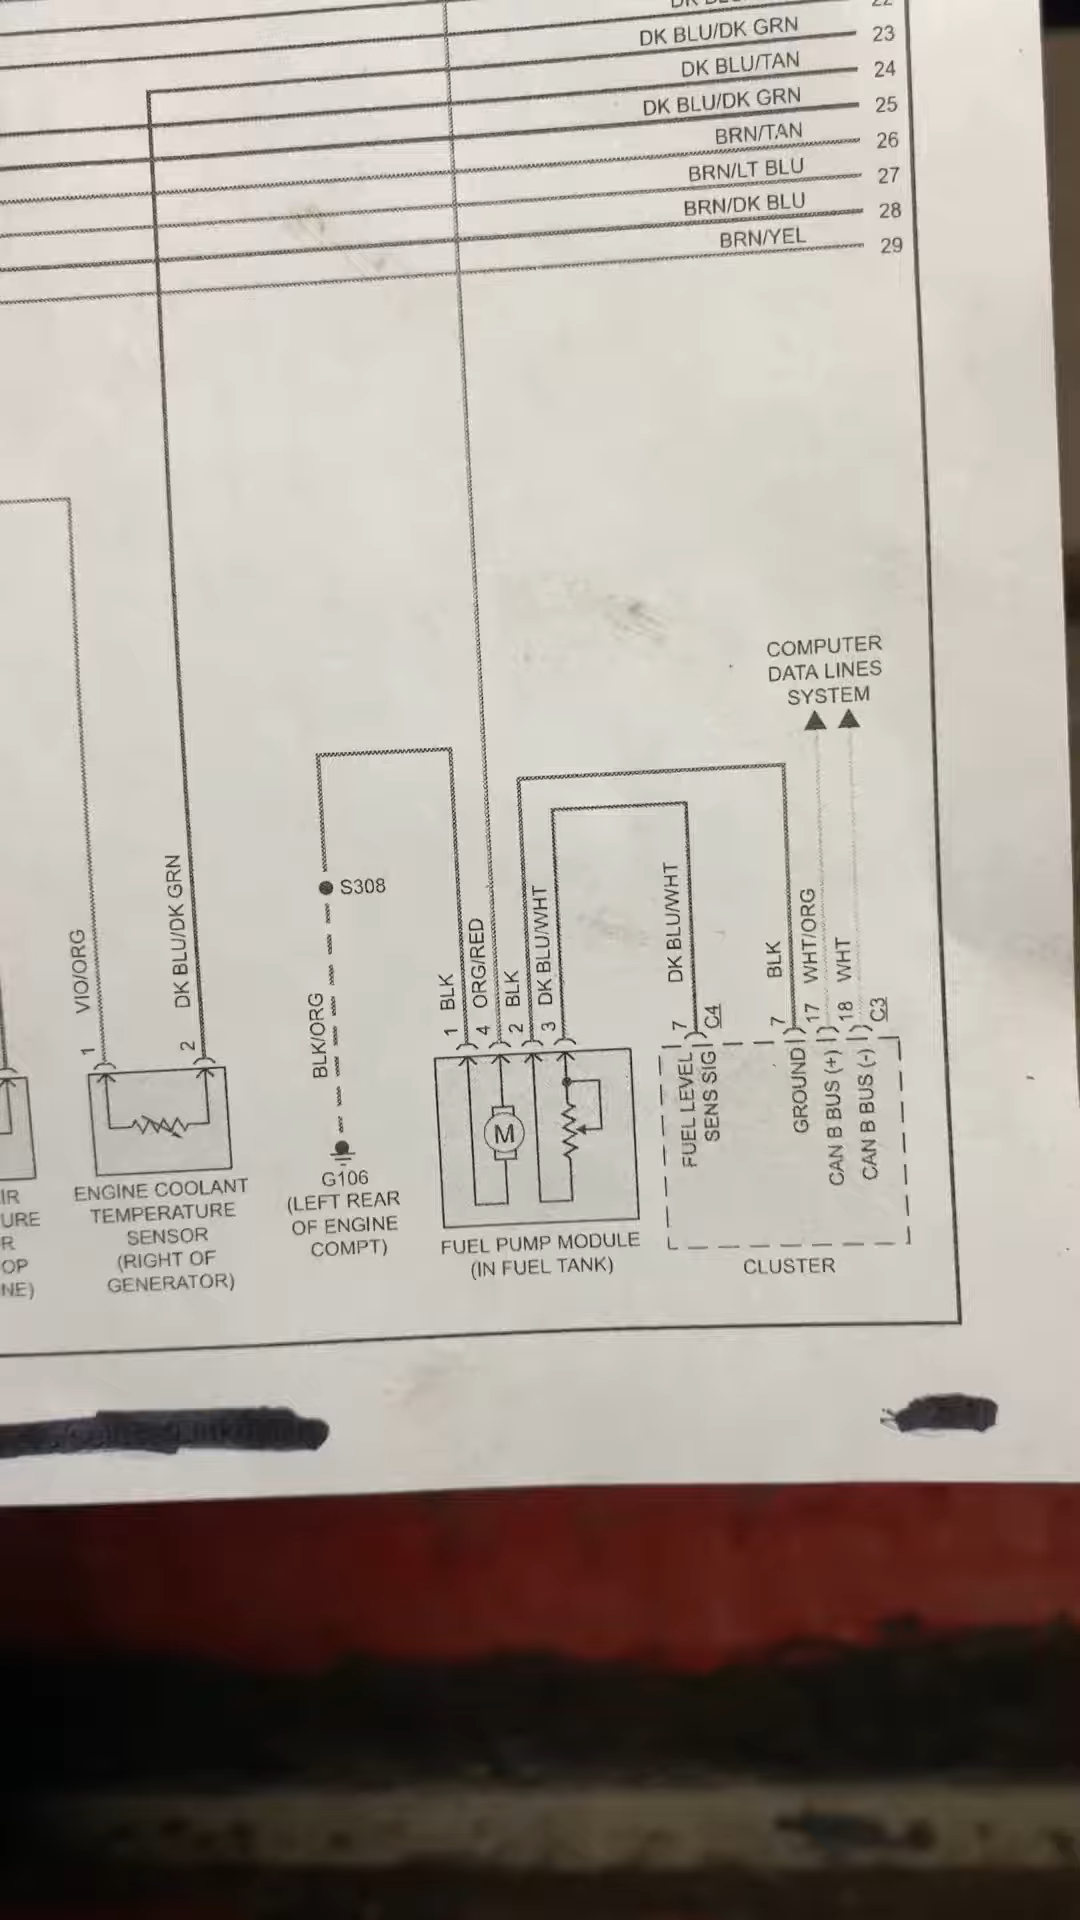 DK BLU/DK GRN 23
DK BLU/TAN 24
DK BLU/DK GRN 25
BRN/TAN 26
BRN/LT BLU 27
BRN/DK BLU 28
BRN/YEL 29
COMPUTER
DATA LINES
SYSTEM
S308
VIO/ORG
DK BLU/DK GRN
BLK/ORG
BLK
ORG/RED
BLK
DK BLU/WHT
DK BLU/WHT
BLK
WHT/ORG
WHT
1
2
1
4
2
3
7
C4
7
17
18
C3
FUEL LEVEL
SENS SIG
GROUND
CAN B BUS (+)
CAN B BUS (-)
M
ENGINE COOLANT
TEMPERATURE
SENSOR
(RIGHT OF
GENERATOR)
G106
(LEFT REAR
OF ENGINE
COMPT)
FUEL PUMP MODULE
(IN FUEL TANK)
CLUSTER
IR
URE
R
OP
NE)